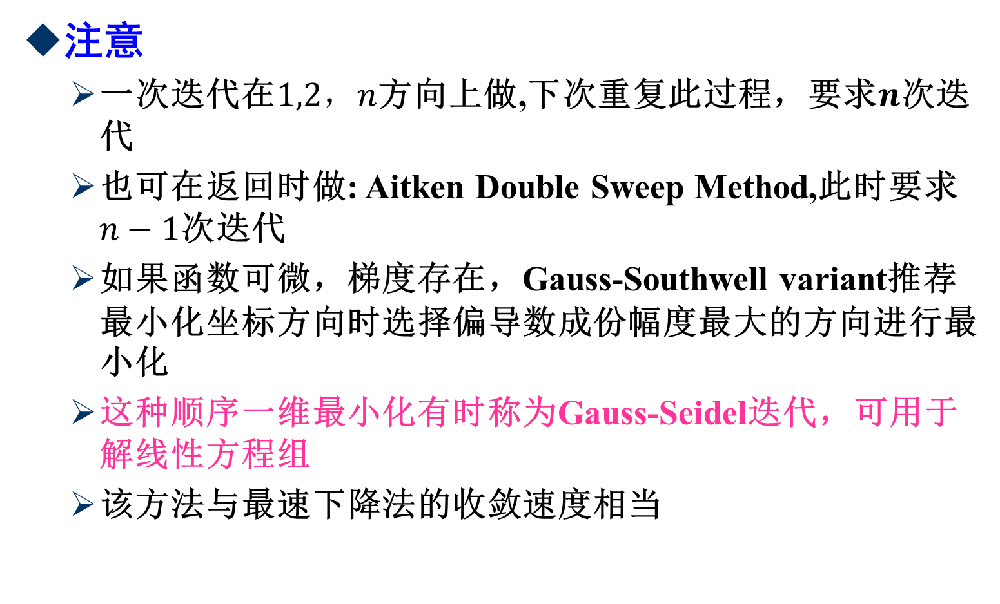 注意
一次迭代在1,2，n方向上做,下次重复此过程，要求n次迭
代
也可在返回时做: Aitken Double Sweep Method,此时要求
n − 1次迭代
如果函数可微，梯度存在，Gauss-Southwell variant推荐
最小化坐标方向时选择偏导数成份幅度最大的方向进行最
小化
这种顺序一维最小化有时称为Gauss-Seidel迭代，可用于
解线性方程组
该方法与最速下降法的收敛速度相当